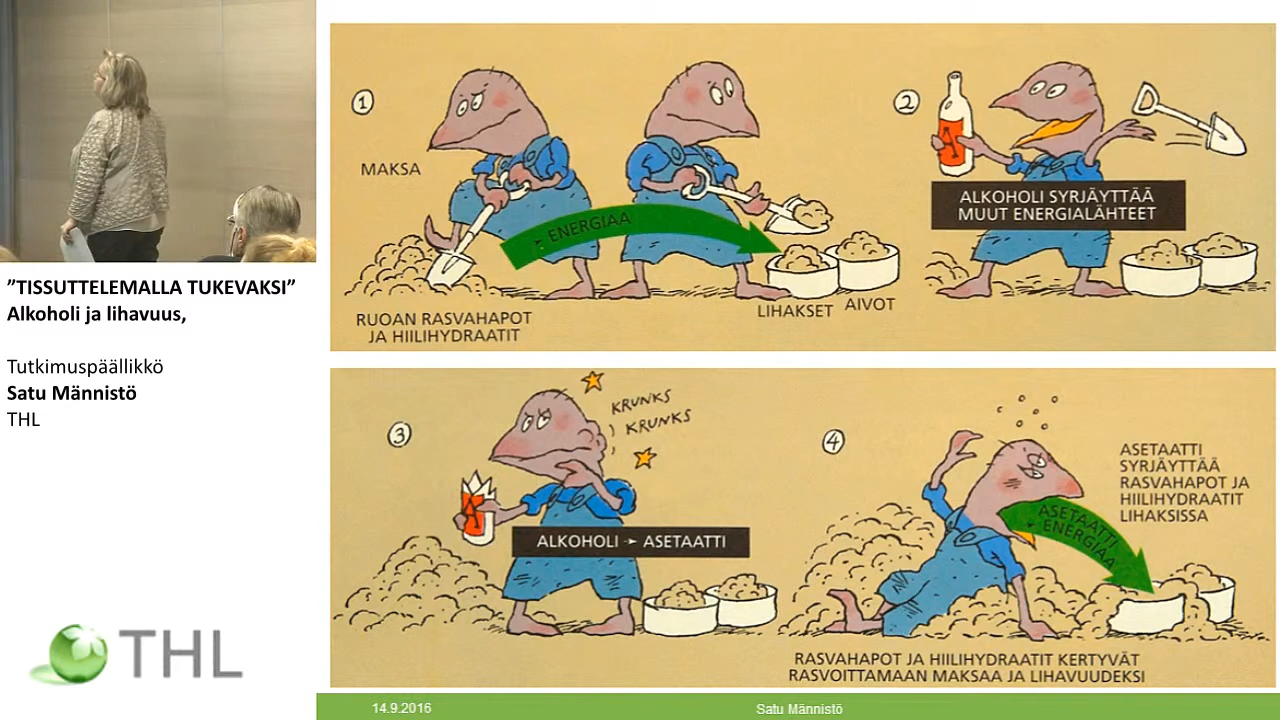 ”TISSUTTELEMALLA TUKEVAKSI”
Alkoholi ja lihavuus,
Tutkimuspäällikkö
Satu Männistö
THL
THL
1
MAKSA
ENERGIAA
RUOAN RASVAHAPOT
JA HIILIHYDRAATIT
LIHAKSET
AIVOT
2
A
ALKOHOLI SYRJÄYTTÄÄ
MUUT ENERGIALÄHTEET
3
KRUNKS
KRUNKS
A
ALKOHOLI ➛ ASETAATTI
4
ASETAATTI
SYRJÄYTTÄÄ
RASVAHAPOT JA
HIILIHYDRAATIT
LIHAKSISSA
ASETAATTI
➛ ENERGIAA
RASVAHAPOT JA HIILIHYDRAATIT KERTYVÄT
RASVOITTAMAAN MAKSAA JA LIHAVUUDEKSI
14.9.2016
Satu Männistö